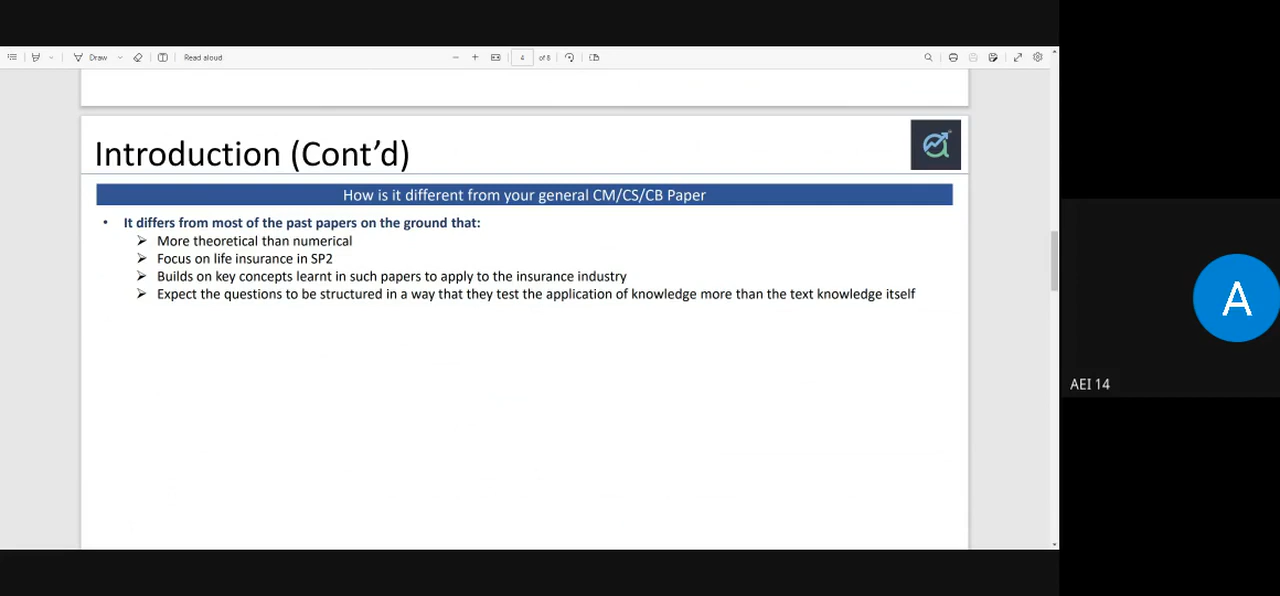 Draw
Read aloud
4 of 8
Introduction (Cont’d)
How is it different from your general CM/CS/CB Paper
• It differs from most of the past papers on the ground that:
➢ More theoretical than numerical
➢ Focus on life insurance in SP2
➢ Builds on key concepts learnt in such papers to apply to the insurance industry
➢ Expect the questions to be structured in a way that they test the application of knowledge more than the text knowledge itself
A
AEI 14